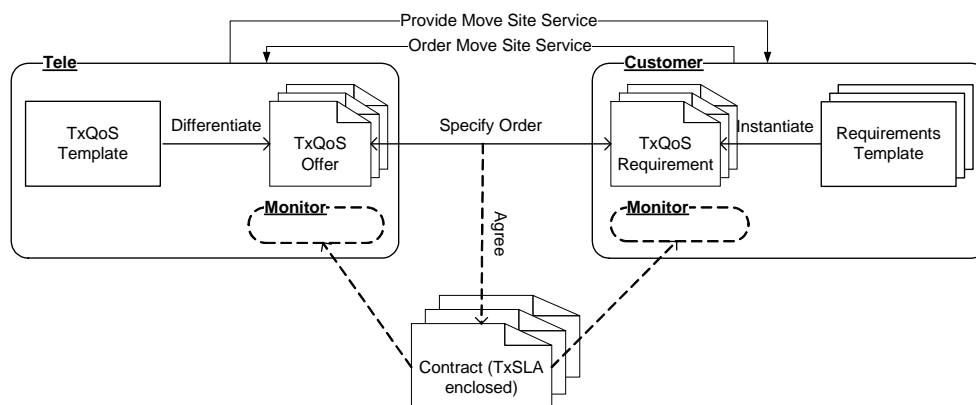 Provide Move Site Service
Order Move Site Service
Tele
Customer
TxQoS
Template
Differentiate
TxQoS
Offer
Specify Order
TxQoS
Requirement
Instantiate
Requirements
Template
Monitor
Monitor
Agree
Contract (TxSLA
enclosed)